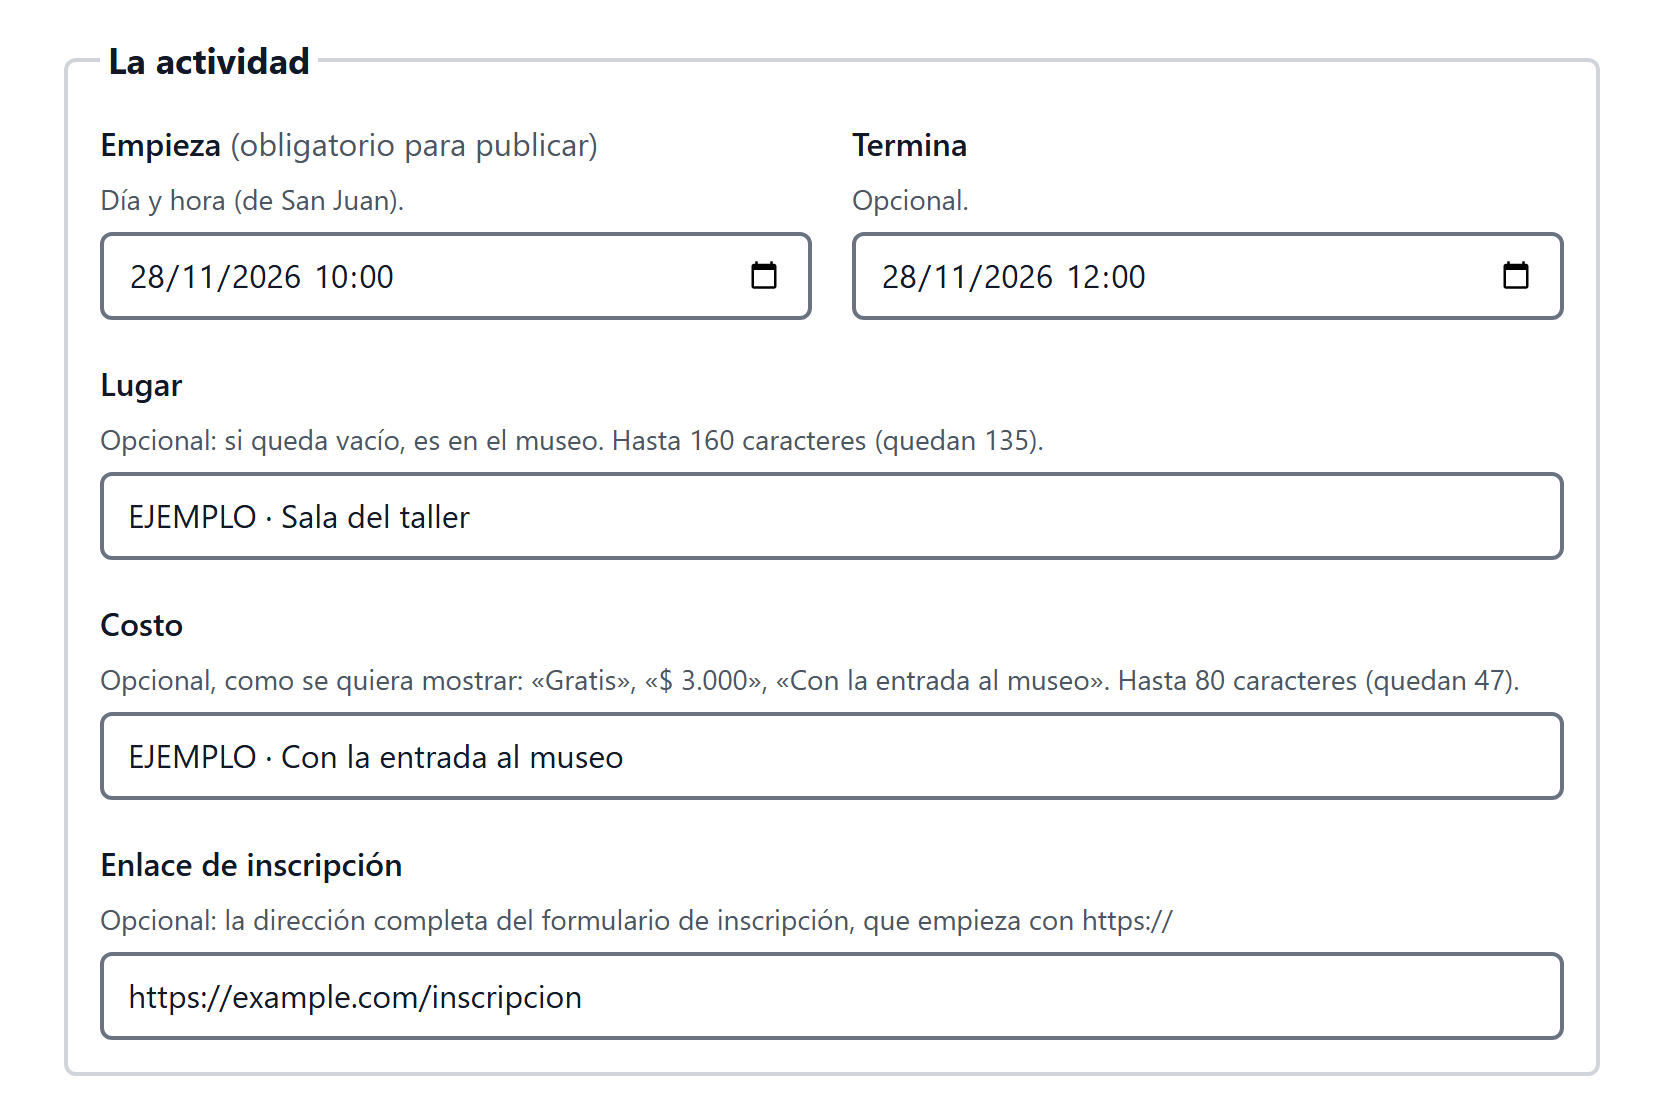 La actividad
Empieza (obligatorio para publicar)
Día y hora (de San Juan).
28/11/2026 10:00
Termina
Opcional.
28/11/2026 12:00
Lugar
Opcional: si queda vacío, es en el museo. Hasta 160 caracteres (quedan 135).
EJEMPLO · Sala del taller
Costo
Opcional, como se quiera mostrar: «Gratis», «$ 3.000», «Con la entrada al museo». Hasta 80 caracteres (quedan 47).
EJEMPLO · Con la entrada al museo
Enlace de inscripción
Opcional: la dirección completa del formulario de inscripción, que empieza con https://
https://example.com/inscripcion